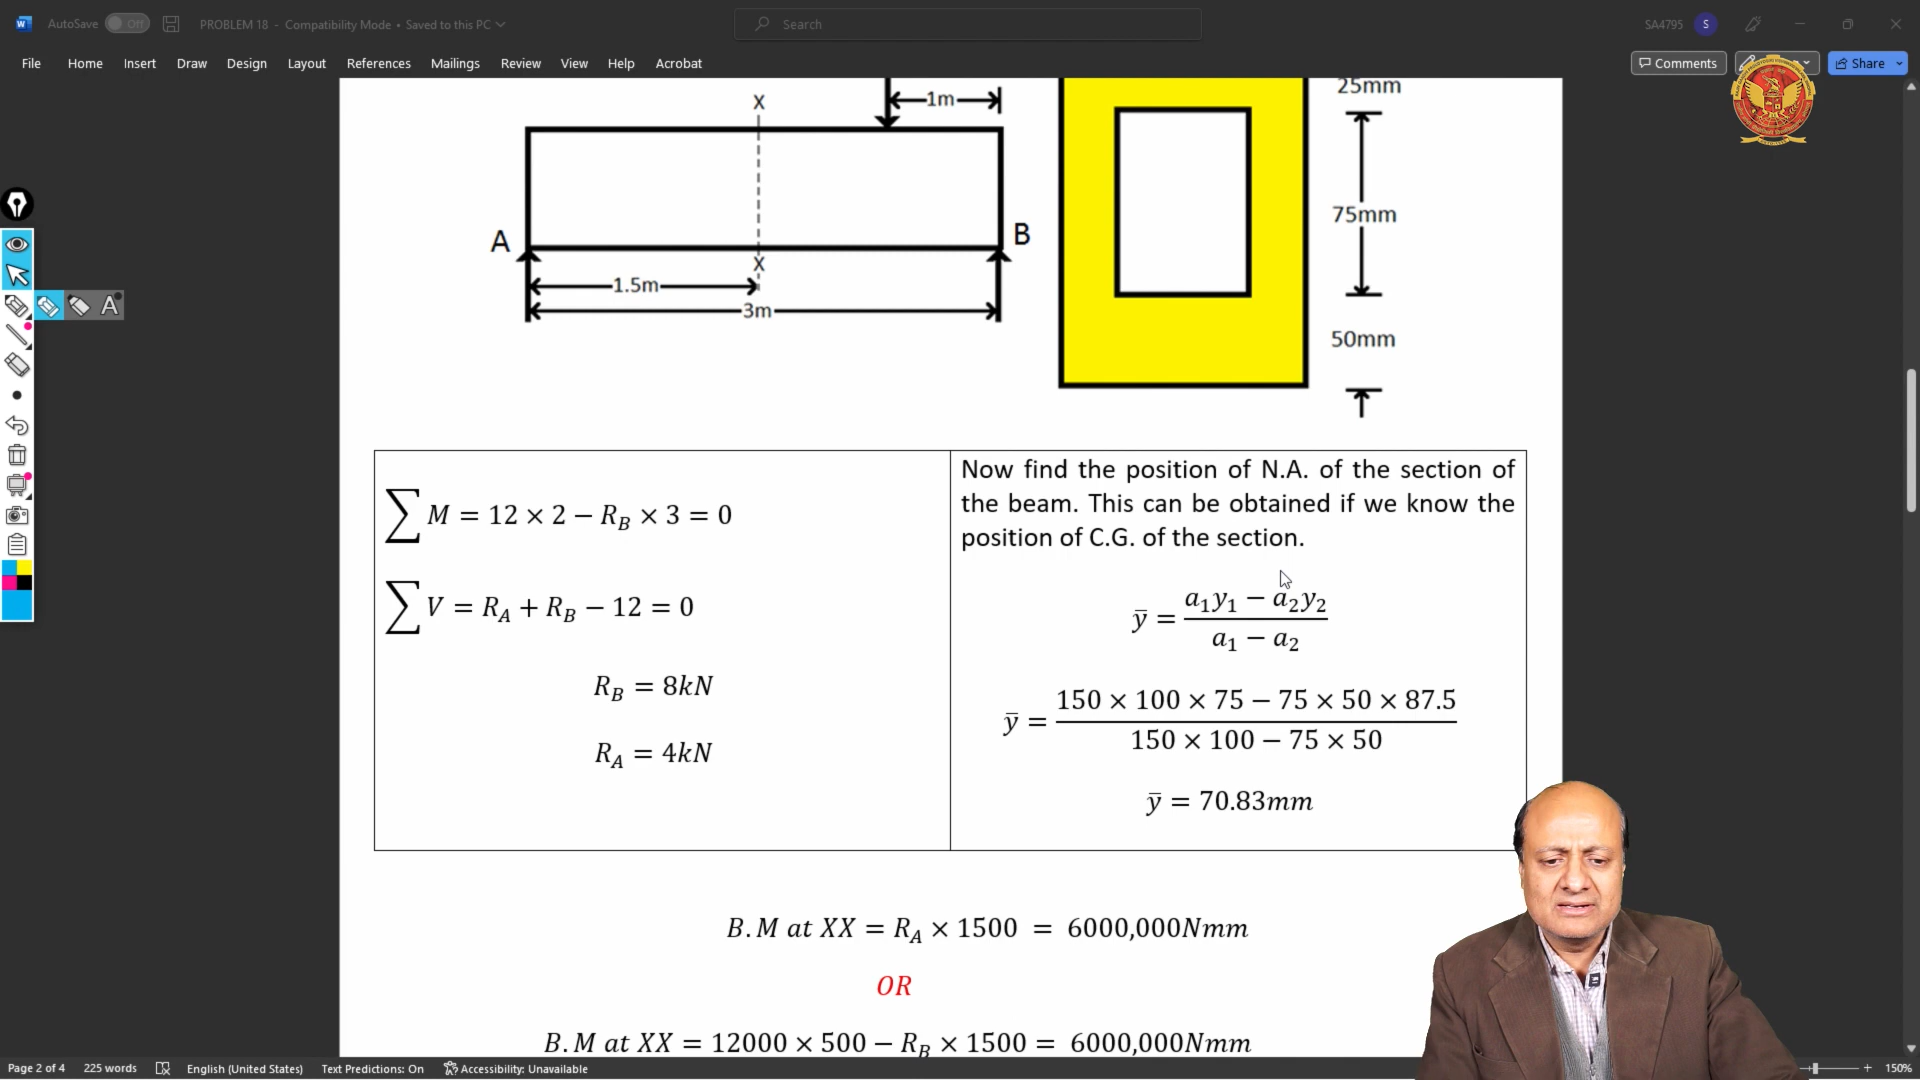 AutoSave Off PROBLEM 18 - Compatibility Mode • Saved to this PC Search SA4795 S
File Home Insert Draw Design Layout References Mailings Review View Help Acrobat Comments Share
X 1m 25mm
75mm
A B
X
1.5m
3m
50mm
∑ M = 12 × 2 − R_B × 3 = 0
∑ V = R_A + R_B − 12 = 0
R_B = 8kN
R_A = 4kN
Now find the position of N.A. of the section of
the beam. This can be obtained if we know the
position of C.G. of the section.
ȳ = (a₁y₁ − a₂y₂) / (a₁ − a₂)
ȳ = (150 × 100 × 75 − 75 × 50 × 87.5) / (150 × 100 − 75 × 50)
ȳ = 70.83mm
B.M at XX = R_A × 1500 = 6000,000Nmm
OR
B.M at XX = 12000 × 500 − R_B × 1500 = 6000,000Nmm
Page 2 of 4 225 words English (United States) Text Predictions: On Accessibility: Unavailable 150%